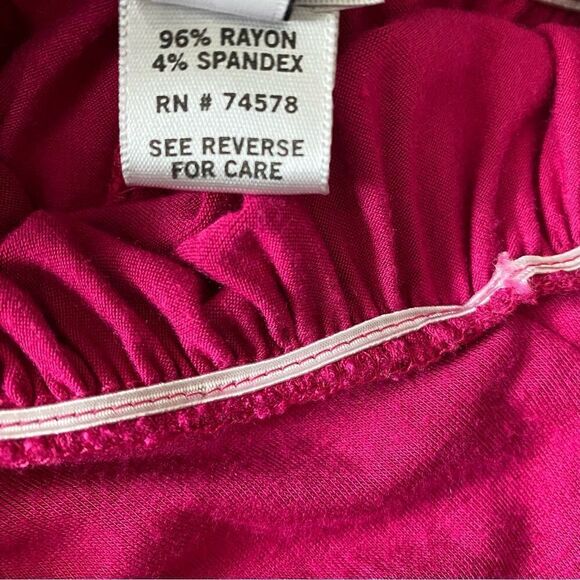 96% RAYON
4% SPANDEX
RN # 74578
SEE REVERSE
FOR CARE